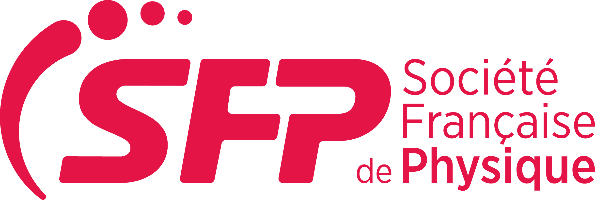 SFP
Société
Française
de Physique